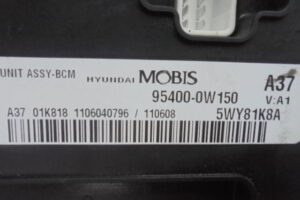 UNIT ASSY-BCM HYUNDAI MOBIS A37
95400-0W150 V:A1
A37 01K818 1106040796 / 110608 5WY81K8A